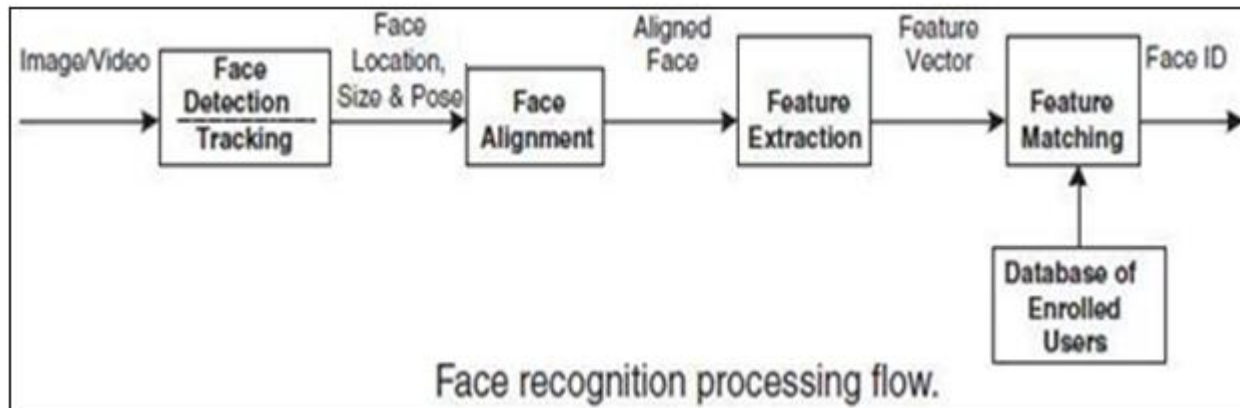 Image/Video
Face
Detection
Tracking
Face
Location,
Size & Pose
Face
Alignment
Aligned
Face
Feature
Extraction
Feature
Vector
Feature
Matching
Face ID
Database of
Enrolled
Users
Face recognition processing flow.